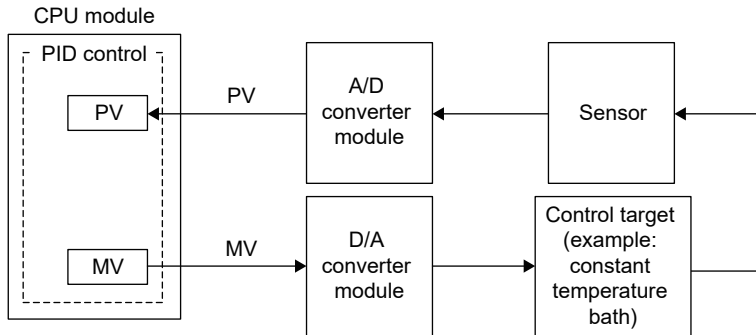 CPU module
PID control
PV
PV
A/D
converter
module
Sensor
MV
MV
D/A
converter
module
Control target
(example:
constant
temperature
bath)